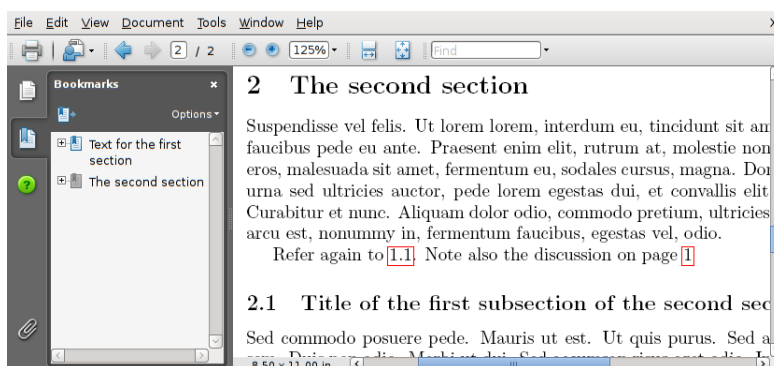 File Edit View Document Tools Window Help
2 / 2 125% Find
Bookmarks
Options
Text for the first
section
The second section
2 The second section
Suspendisse vel felis. Ut lorem lorem, interdum eu, tincidunt sit am
faucibus pede eu ante. Praesent enim elit, rutrum at, molestie non
eros, malesuada sit amet, fermentum eu, sodales cursus, magna. Don
urna sed ultricies auctor, pede lorem egestas dui, et convallis elit
Curabitur et nunc. Aliquam dolor odio, commodo pretium, ultricies
arcu est, nonummy in, fermentum faucibus, egestas vel, odio.
Refer again to 1.1. Note also the discussion on page 1
2.1 Title of the first subsection of the second sec
Sed commodo posuere pede. Mauris ut est. Ut quis purus. Sed a
8.50 x 11.00 in